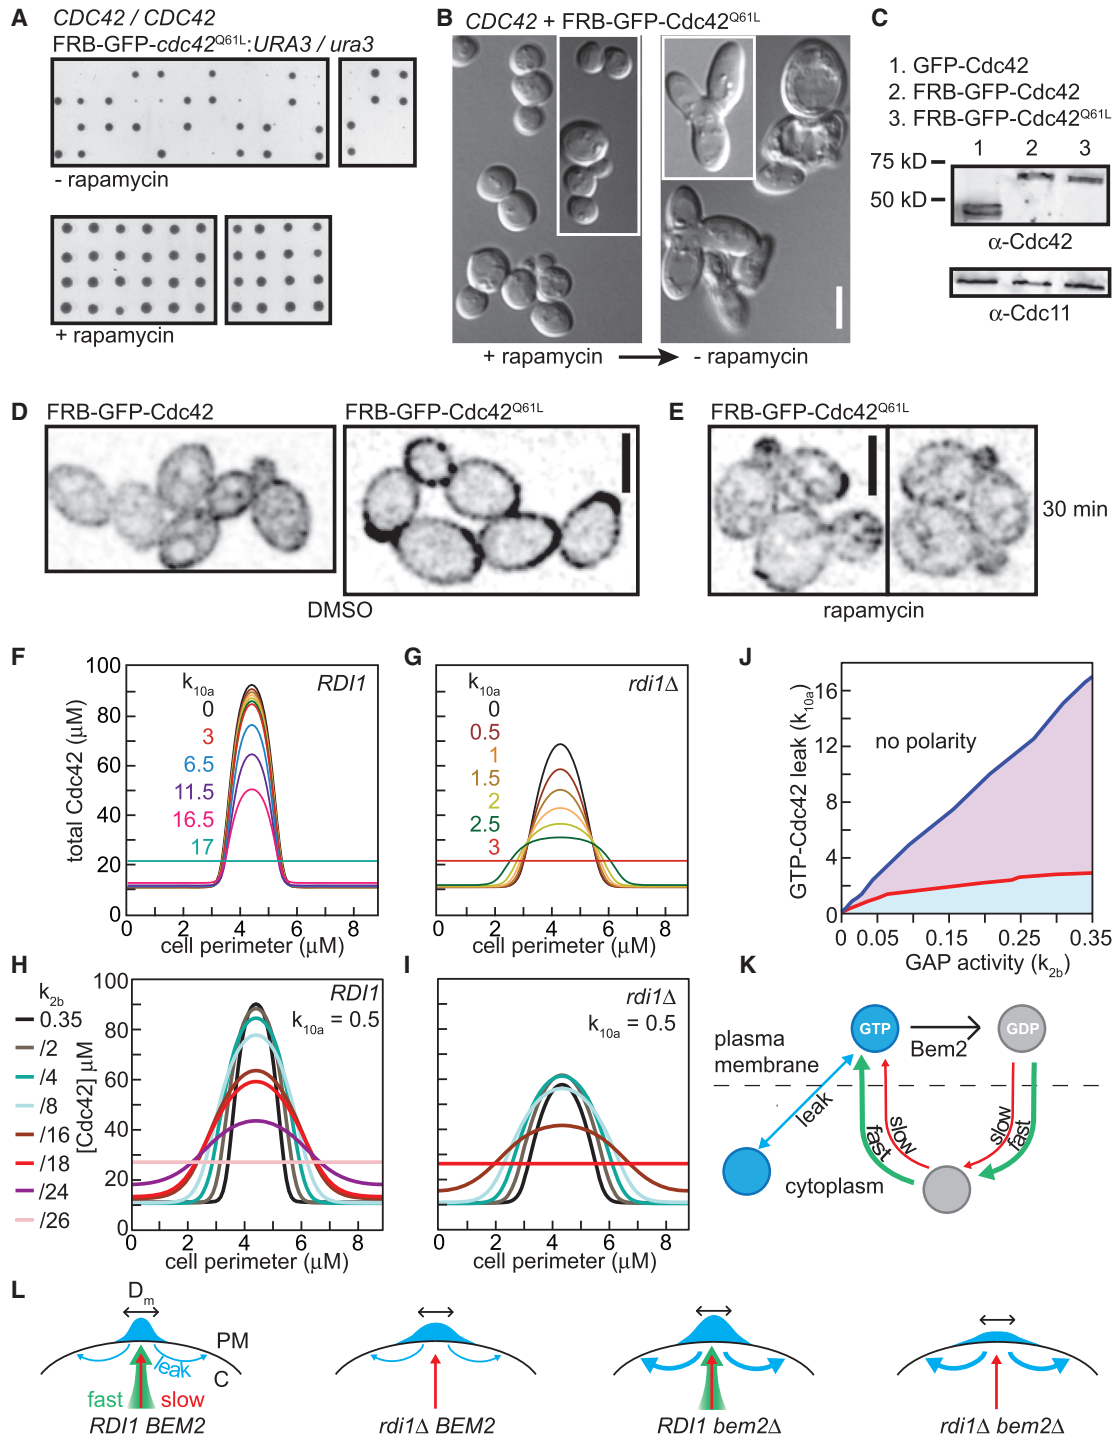 A
CDC42 / CDC42
FRB-GFP-cdc42Q61L:URA3 / ura3
- rapamycin
+ rapamycin
B
CDC42 + FRB-GFP-Cdc42Q61L
+ rapamycin
- rapamycin
C
1. GFP-Cdc42
2. FRB-GFP-Cdc42
3. FRB-GFP-Cdc42Q61L
1 2 3
75 kD
50 kD
α-Cdc42
α-Cdc11
D
FRB-GFP-Cdc42
FRB-GFP-Cdc42Q61L
DMSO
E
FRB-GFP-Cdc42Q61L
30 min
rapamycin
F
RDI1
k10a
0
3
6.5
11.5
16.5
17
total Cdc42 (μM)
100
80
60
40
20
0
0 2 4 6 8
cell perimeter (μM)
G
rdi1Δ
k10a
0
0.5
1
1.5
2
2.5
3
0 2 4 6 8
cell perimeter (μM)
J
GTP-Cdc42 leak (k10a)
16
12
8
4
0
no polarity
0 0.05 0.15 0.25 0.35
GAP activity (k2b)
H
k2b
0.35
/2
/4
/8
/16
/18
/24
/26
RDI1
k10a = 0.5
[Cdc42] μM
100
80
60
40
20
0
0 2 4 6 8
cell perimeter (μM)
I
rdi1Δ
k10a = 0.5
0 2 4 6 8
cell perimeter (μM)
K
GTP
GDP
Bem2
plasma
membrane
leak
fast
slow
slow
fast
cytoplasm
L
Dm
PM
C
leak
fast
slow
RDI1 BEM2
rdi1Δ BEM2
RDI1 bem2Δ
rdi1Δ bem2Δ